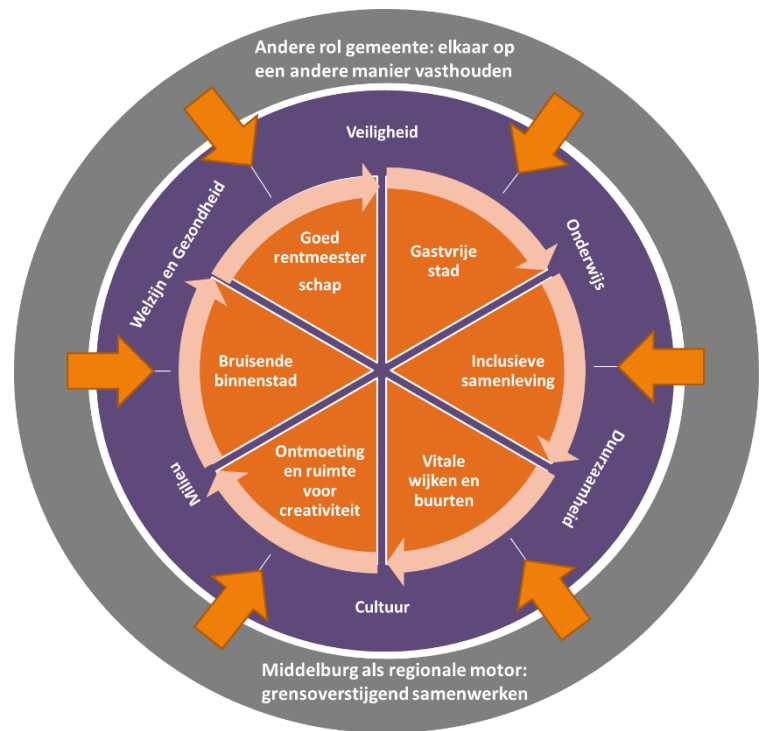 Andere rol gemeente: elkaar op
een andere manier vasthouden
Veiligheid
Onderwijs
Duurzaamheid
Cultuur
Milieu
Welzijn en Gezondheid
Goed
rentmeester
schap
Gastvrije
stad
Inclusieve
samenleving
Vitale
wijken en
buurten
Ontmoeting
en ruimte
voor
creativiteit
Bruisende
binnenstad
Middelburg als regionale motor:
grensoverstijgend samenwerken